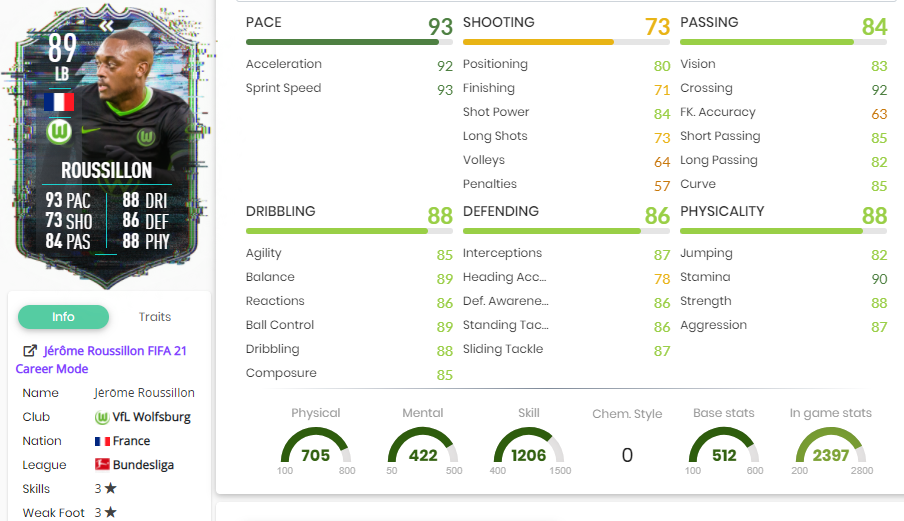 89
LB
ROUSSILLON
93 PAC 88 DRI
73 SHO 86 DEF
84 PAS 88 PHY
Info Traits
Jérôme Roussillon FIFA 21
Career Mode
Name Jérôme Roussillon
Club VfL Wolfsburg
Nation France
League Bundesliga
Skills 3 ★
Weak Foot 3 ★
PACE 93
Acceleration 92
Sprint Speed 93
SHOOTING 73
Positioning 80
Finishing 71
Shot Power 84
Long Shots 73
Volleys 64
Penalties 57
PASSING 84
Vision 83
Crossing 92
FK. Accuracy 63
Short Passing 85
Long Passing 82
Curve 85
DRIBBLING 88
Agility 85
Balance 89
Reactions 86
Ball Control 89
Dribbling 88
Composure 85
DEFENDING 86
Interceptions 87
Heading Acc... 78
Def. Awarene... 86
Standing Tac... 86
Sliding Tackle 87
PHYSICALITY 88
Jumping 82
Stamina 90
Strength 88
Aggression 87
Physical
705
100 800
Mental
422
50 500
Skill
1206
400 1500
Chem. Style
0
Base stats
512
100 600
In game stats
2397
200 2800